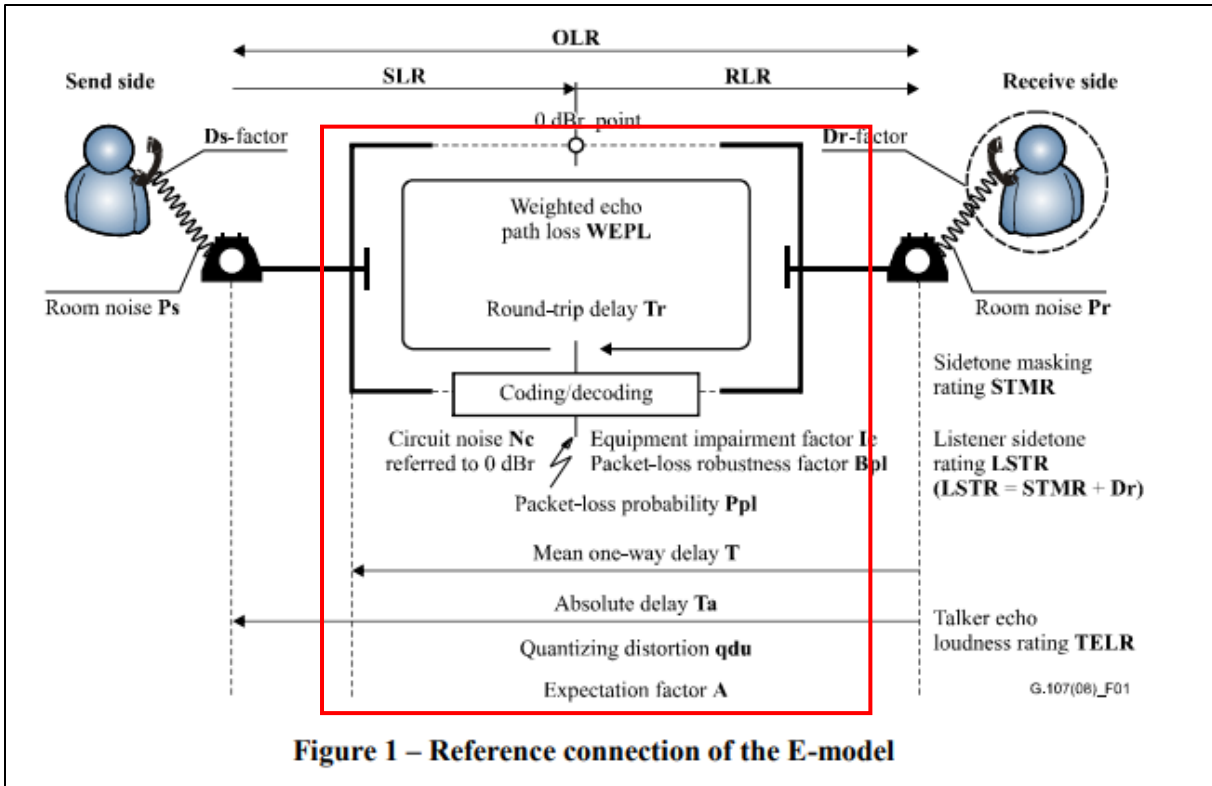 OLR
SLR
RLR
Send side
Receive side
0 dBr point
Ds-factor
Dr-factor
Weighted echo
path loss WEPL
Room noise Ps
Round-trip delay Tr
Room noise Pr
Sidetone masking
rating STMR
Coding/decoding
Circuit noise Nc
referred to 0 dBr
Equipment impairment factor Ie
Packet-loss robustness factor Bpl
Listener sidetone
rating LSTR
(LSTR = STMR + Dr)
Packet-loss probability Ppl
Mean one-way delay T
Absolute delay Ta
Talker echo
loudness rating TELR
Quantizing distortion qdu
Expectation factor A
G.107(08)_F01
Figure 1 – Reference connection of the E-model